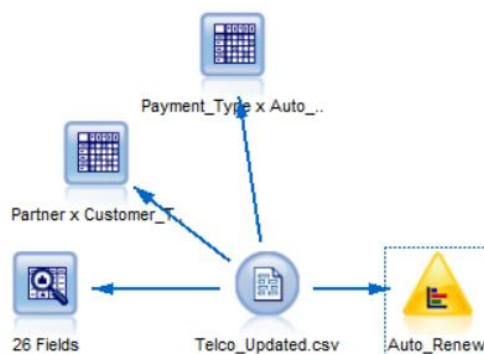 Payment_Type x Auto_..
Partner x Customer_T..
26 Fields
Telco_Updated.csv
Auto_Renew